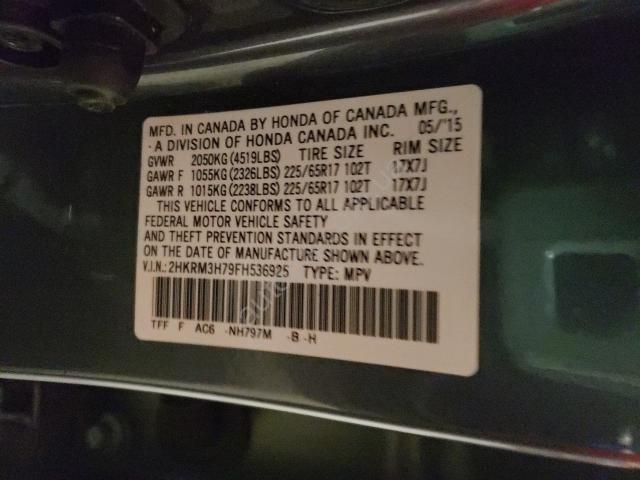 MFD. IN CANADA BY HONDA OF CANADA MFG.,
A DIVISION OF HONDA CANADA INC. 05/'15
GVWR 2050KG (4519LBS) TIRE SIZE RIM SIZE
GAWR F 1055KG (2326LBS) 225/65R17 102T 17X7J
GAWR R 1015KG (2238LBS) 225/65R17 102T 17X7J
THIS VEHICLE CONFORMS TO ALL APPLICABLE
FEDERAL MOTOR VEHICLE SAFETY
AND THEFT PREVENTION STANDARDS IN EFFECT
ON THE DATE OF MANUFACTURE SHOWN ABOVE.
V.I.N.: 2HKRM3H79FH536925 TYPE: MPV
TFF F AC6 -NH797M -B -H